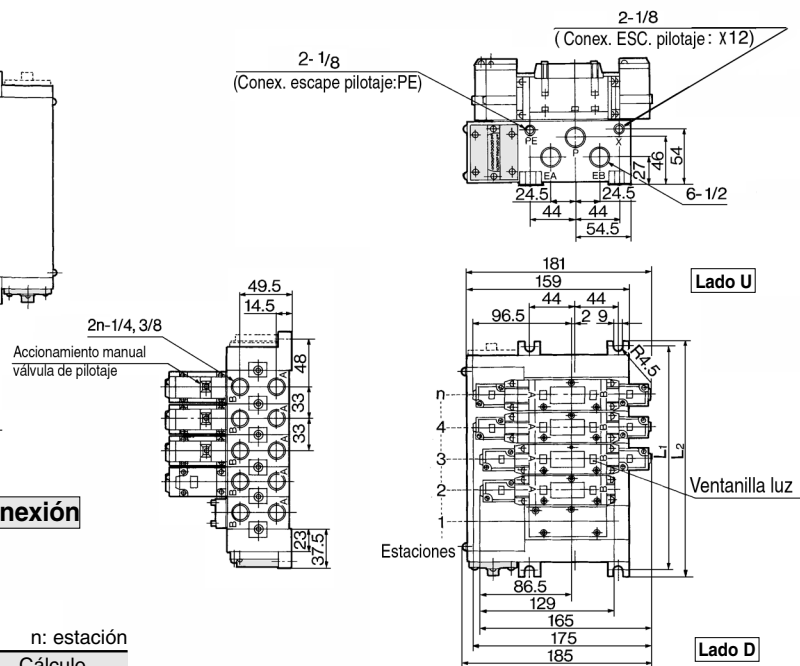 2-1/8
(Conex. ESC. pilotaje: X12)
2- 1/8
(Conex. escape pilotaje:PE)
PE
X
P
EA
EB
27
46
54
24.5
24.5
44
44
54.5
6-1/2
181
159
44
44
96.5
2
9
Lado U
R4.5
49.5
14.5
2n-1/4, 3/8
Accionamiento manual
válvula de pilotaje
48
33
33
A
A
A
A
A
B
B
B
23
37.5
n
4
3
2
1
A
B
A
B
A
B
A
B
L1
L2
Ventanilla luz
Estaciones
nexión
86.5
129
165
175
185
Lado D
n: estación
Cálculo